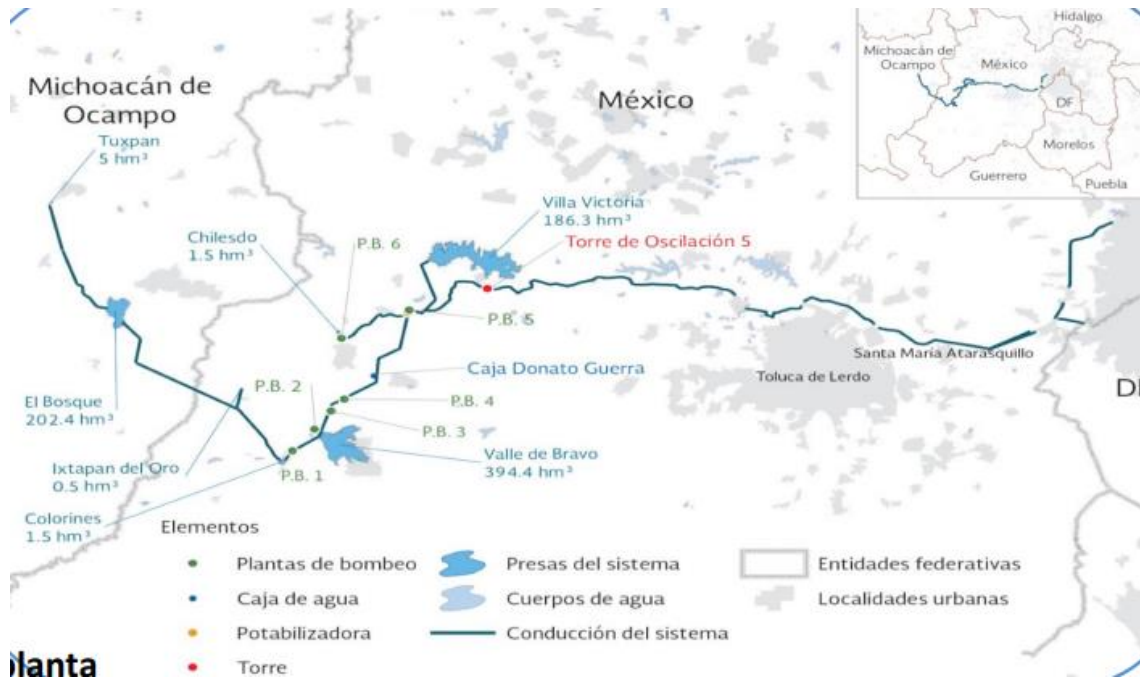 Michoacán de
Ocampo
Tuxpan
5 hm³
México
Hidalgo
Michoacán de
Ocampo
México
DF
Morelos
Guerrero
Puebla
Chilesdo
1.5 hm³
P.B. 6
Villa Victoria
186.3 hm³
Torre de Oscilación 5
P.B. 5
Santa María Atarasquillo
Caja Donato Guerra
Toluca de Lerdo
P.B. 2
P.B. 4
El Bosque
202.4 hm³
P.B. 3
Valle de Bravo
394.4 hm³
Ixtapan del Oro
0.5 hm³
P.B. 1
Colorines
1.5 hm³
Elementos
Plantas de bombeo
Presas del sistema
Entidades federativas
Caja de agua
Cuerpos de agua
Localidades urbanas
Potabilizadora
Conducción del sistema
Torre
planta